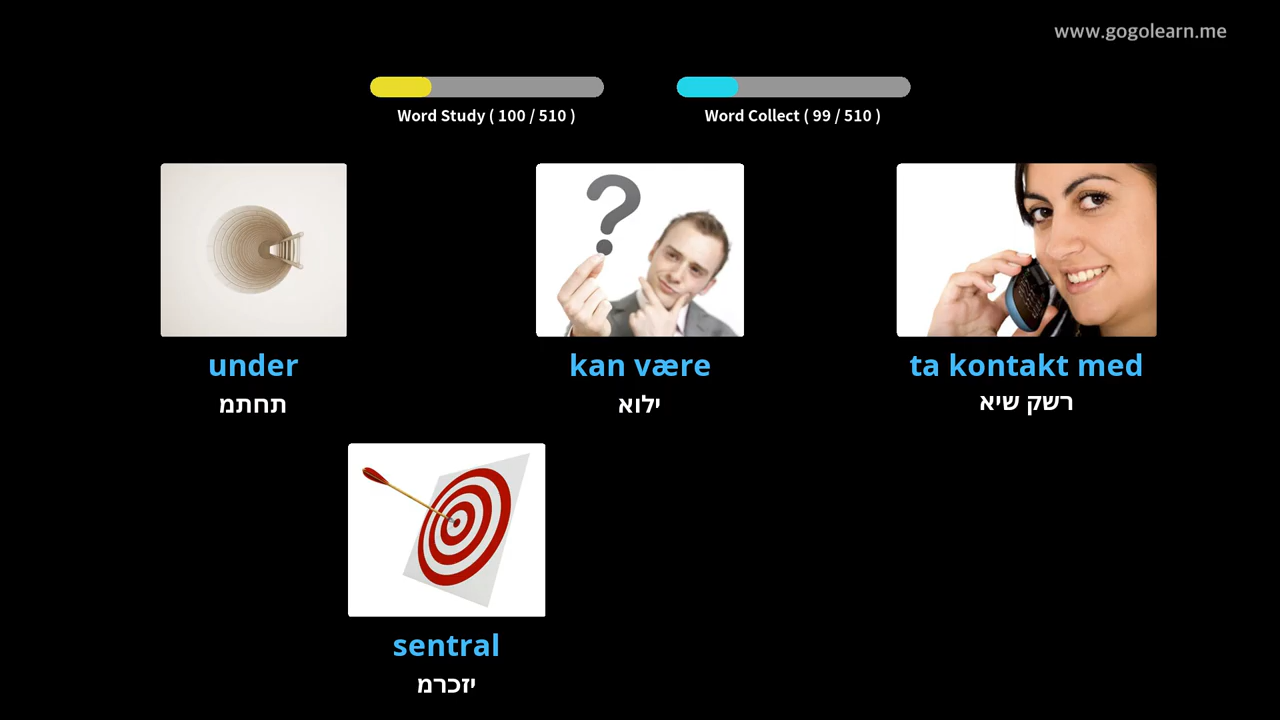 www.gogolearn.me
Word Study ( 100 / 510 )
Word Collect ( 99 / 510 )
under
תחתמ
kan være
ילוא
ta kontakt med
רשק שיא
sentral
יזכרמ